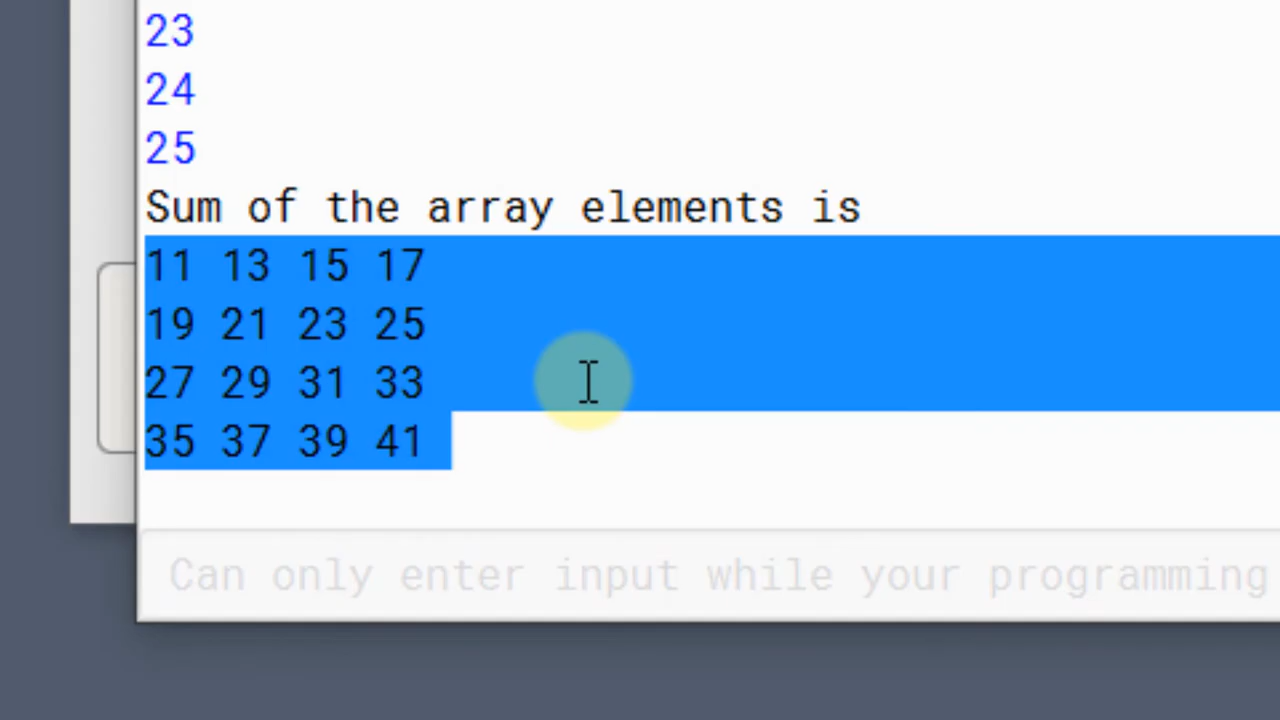 23
24
25
Sum of the array elements is
11 13 15 17
19 21 23 25
27 29 31 33
35 37 39 41
Can only enter input while your programming